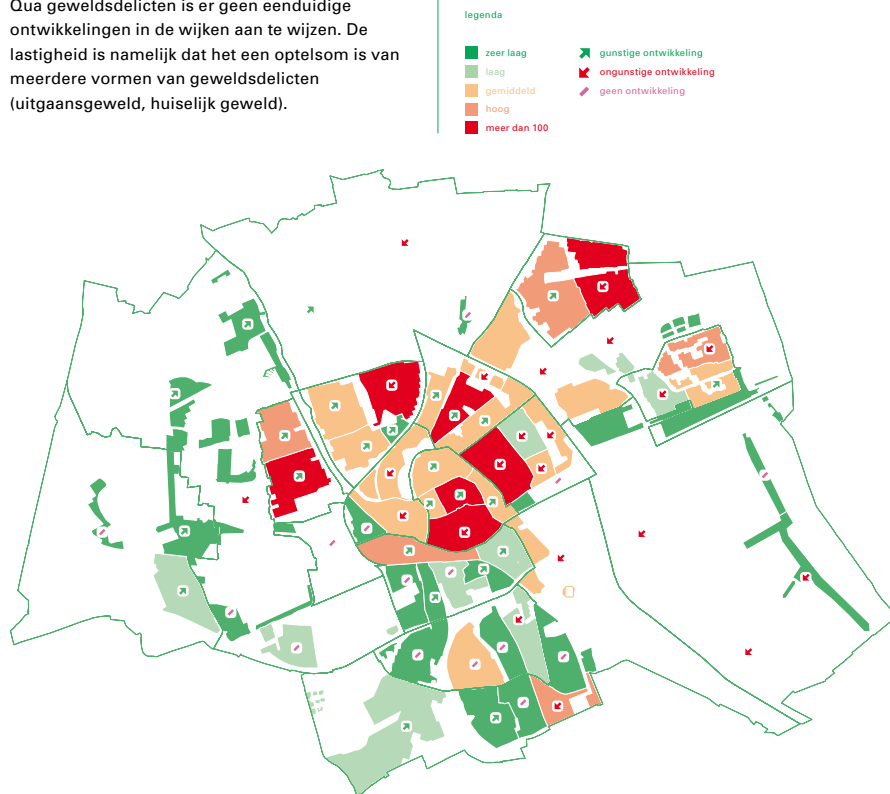 Qua geweldsdelicten is er geen eenduidige
ontwikkelingen in de wijken aan te wijzen. De
lastigheid is namelijk dat het een optelsom is van
meerdere vormen van geweldsdelicten
(uitgaansgeweld, huiselijk geweld).
legenda
zeer laag
laag
gemiddeld
hoog
meer dan 100
gunstige ontwikkeling
ongunstige ontwikkeling
geen ontwikkeling